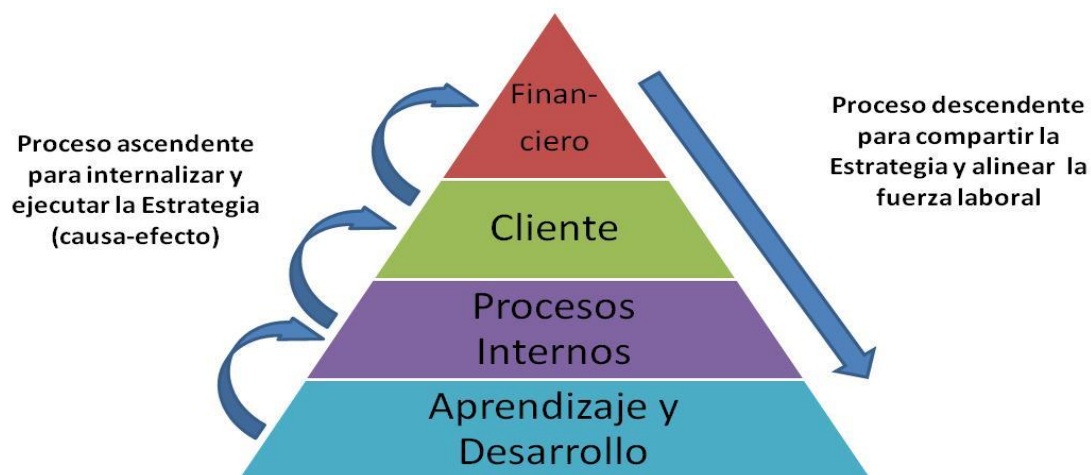 Finan-
ciero
Proceso ascendente
para internalizar y
ejecutar la Estrategia
(causa-efecto)
Proceso descendente
para compartir la
Estrategia y alinear la
fuerza laboral
Cliente
Procesos
Internos
Aprendizaje y
Desarrollo